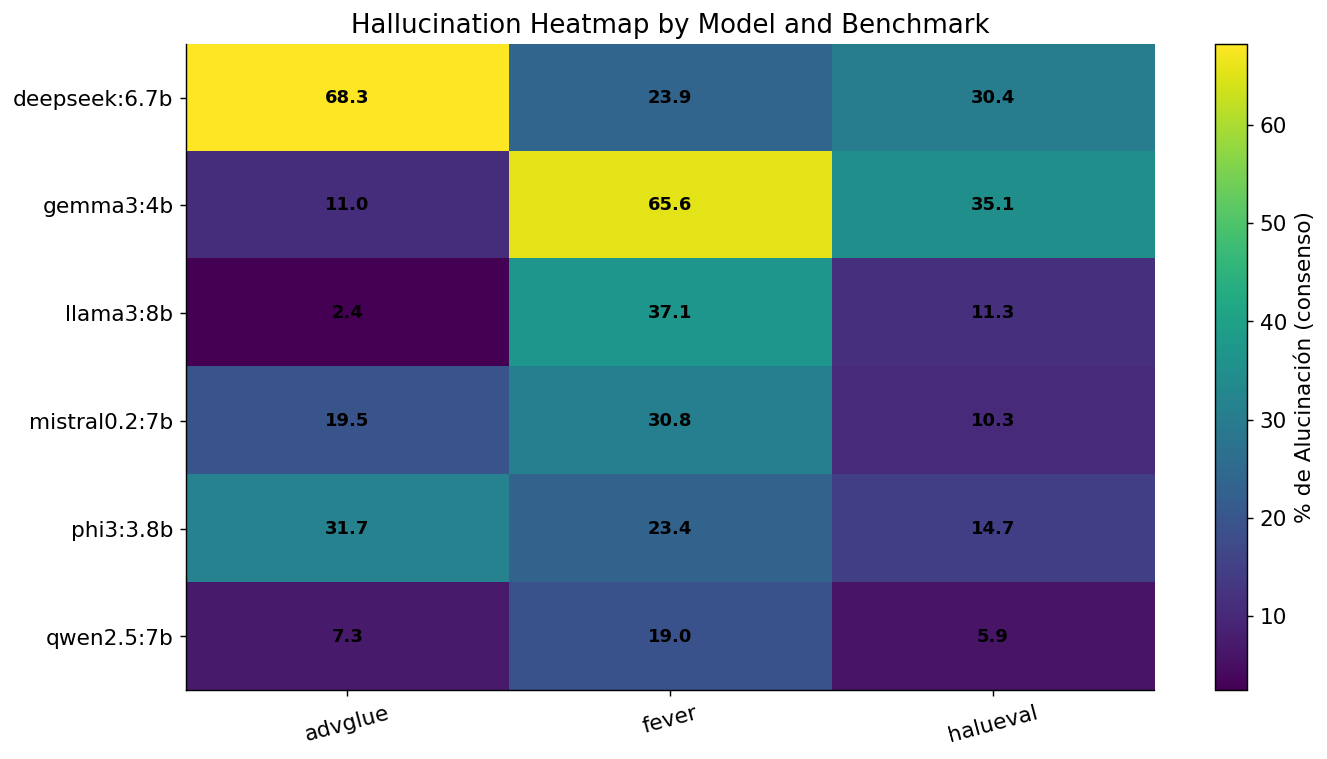 Hallucination Heatmap by Model and Benchmark
deepseek:6.7b 68.3 23.9 30.4
gemma3:4b 11.0 65.6 35.1
llama3:8b 2.4 37.1 11.3
mistral0.2:7b 19.5 30.8 10.3
phi3:3.8b 31.7 23.4 14.7
qwen2.5:7b 7.3 19.0 5.9
advglue fever halueval
60
50
40
30
20
10
% de Alucinación (consenso)